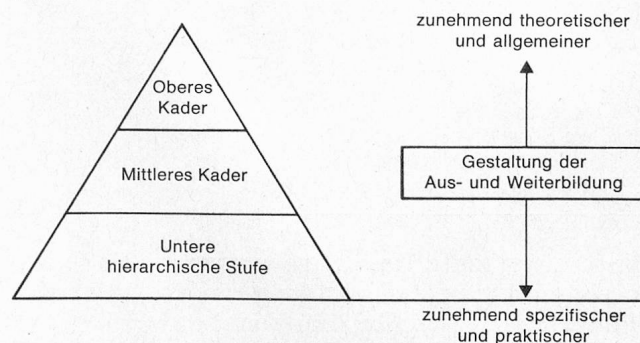 zunehmend theoretischer
und allgemeiner
Oberes
Kader
Mittleres Kader
Gestaltung der
Aus- und Weiterbildung
Untere
hierarchische Stufe
zunehmend spezifischer
und praktischer